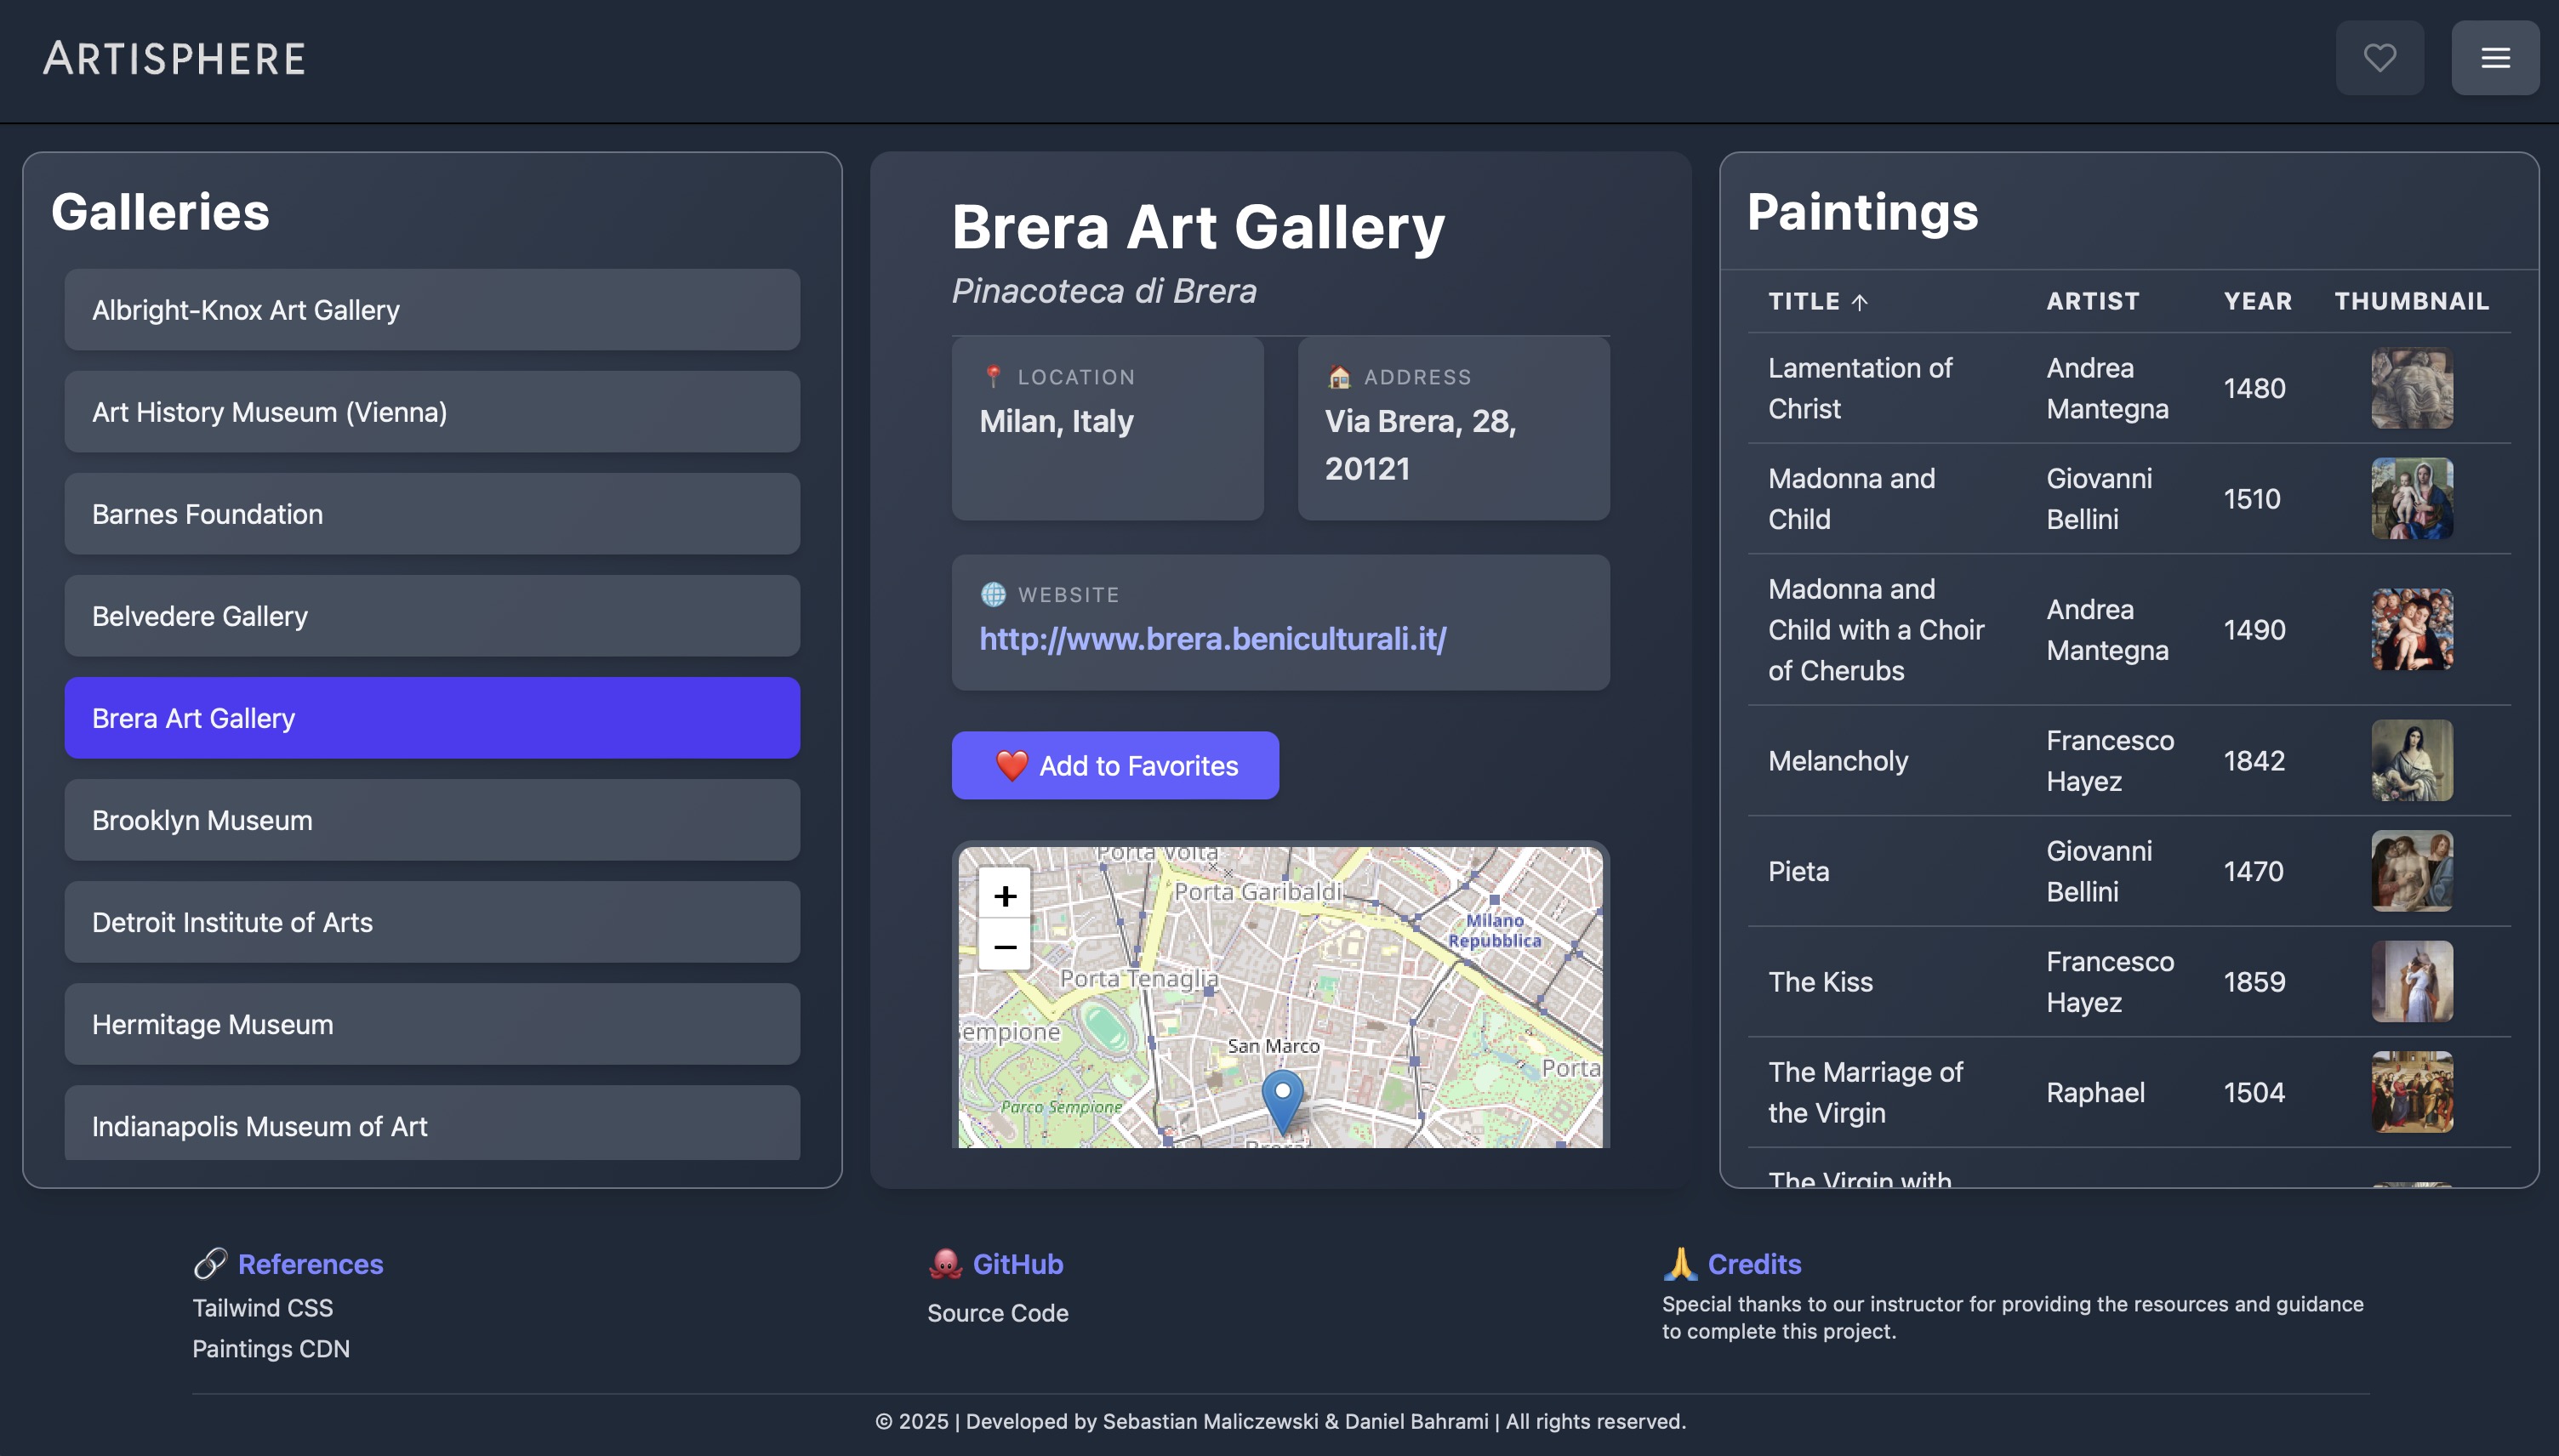 ARTISPHERE
Galleries
Albright-Knox Art Gallery
Art History Museum (Vienna)
Barnes Foundation
Belvedere Gallery
Brera Art Gallery
Brooklyn Museum
Detroit Institute of Arts
Hermitage Museum
Indianapolis Museum of Art
Brera Art Gallery
Pinacoteca di Brera
LOCATION
Milan, Italy
ADDRESS
Via Brera, 28,
20121
WEBSITE
http://www.brera.beniculturali.it/
Add to Favorites
+
−
Porta Volta
Porta Garibaldi
Milano
Repubblica
Porta Tenaglia
Sempione
San Marco
Porta
Parco Sempione
Brera
Paintings
TITLE ↑ ARTIST YEAR THUMBNAIL
Lamentation of
Christ
Andrea
Mantegna
1480
Madonna and
Child
Giovanni
Bellini
1510
Madonna and
Child with a Choir
of Cherubs
Andrea
Mantegna
1490
Melancholy
Francesco
Hayez
1842
Pieta
Giovanni
Bellini
1470
The Kiss
Francesco
Hayez
1859
The Marriage of
the Virgin
Raphael
1504
The Virgin with
References
Tailwind CSS
Paintings CDN
GitHub
Source Code
Credits
Special thanks to our instructor for providing the resources and guidance
to complete this project.
© 2025 | Developed by Sebastian Maliczewski & Daniel Bahrami | All rights reserved.